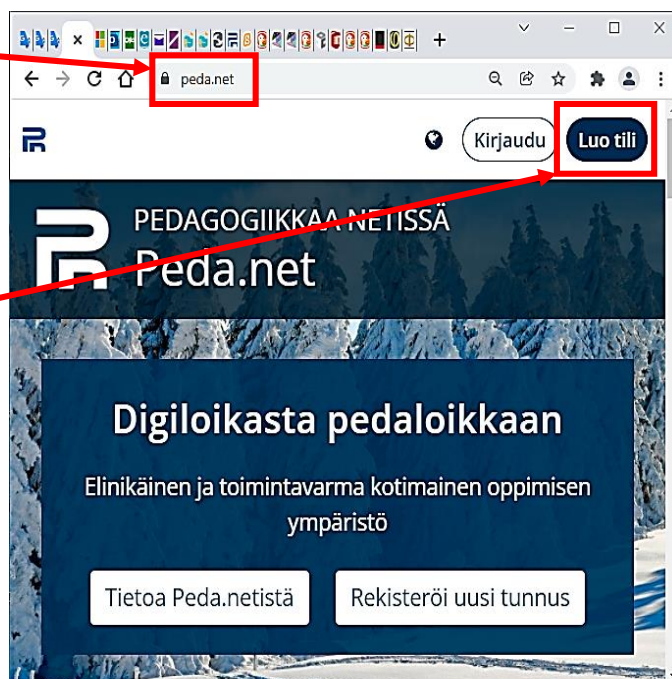 peda.net
Kirjaudu
Luo tili
PEDAGOGIIKKAA NETISSÄ
Peda.net
Digiloikasta pedaloikkaan
Elinikäinen ja toimintavarma kotimainen oppimisen
ympäristö
Tietoa Peda.netistä
Rekisteröi uusi tunnus